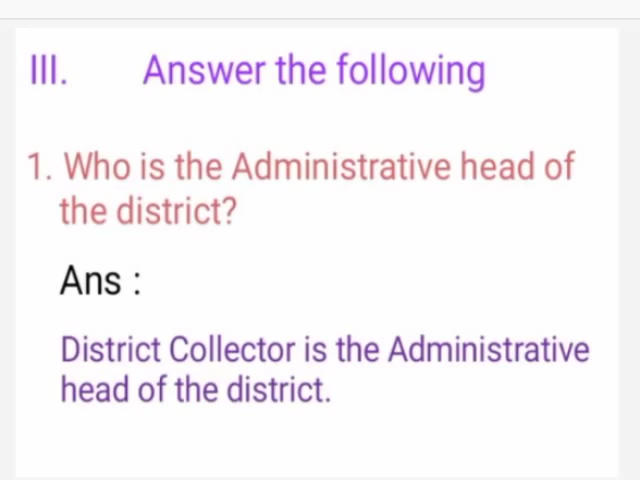 III. Answer the following
1. Who is the Administrative head of
the district?
Ans :
District Collector is the Administrative
head of the district.